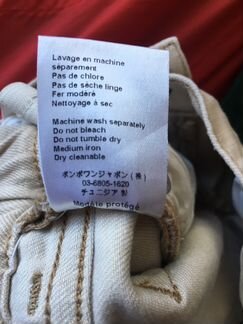 Lavage en machine
séparement
Pas de chlore
Pas de sèche linge
Fer modéré
Nettoyage à sec
Machine wash separately
Do not bleach
Do not tumble dry
Medium iron
Dry cleanable
ボンポワンジャポン(株)
03-6805-1620
チュニジア製
Modèle protégé